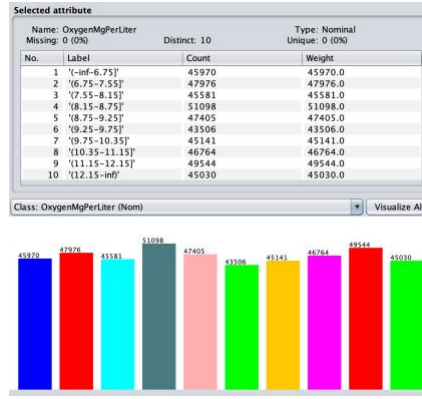 Selected attribute
Name: OxygenMgPerLiter Type: Nominal
Missing: 0 (0%) Distinct: 10 Unique: 0 (0%)
No. Label Count Weight
1 '(-inf-6.75]' 45970 45970.0
2 '(6.75-7.55]' 47976 47976.0
3 '(7.55-8.15]' 45581 45581.0
4 '(8.15-8.75]' 51098 51098.0
5 '(8.75-9.25]' 47405 47405.0
6 '(9.25-9.75]' 43506 43506.0
7 '(9.75-10.35]' 45141 45141.0
8 '(10.35-11.15]' 46764 46764.0
9 '(11.15-12.15]' 49544 49544.0
10 '(12.15-inf)' 45030 45030.0
Class: OxygenMgPerLiter (Nom) Visualize Al
45970 47976 45581 51098 47405 43506 45141 46764 49544 45030